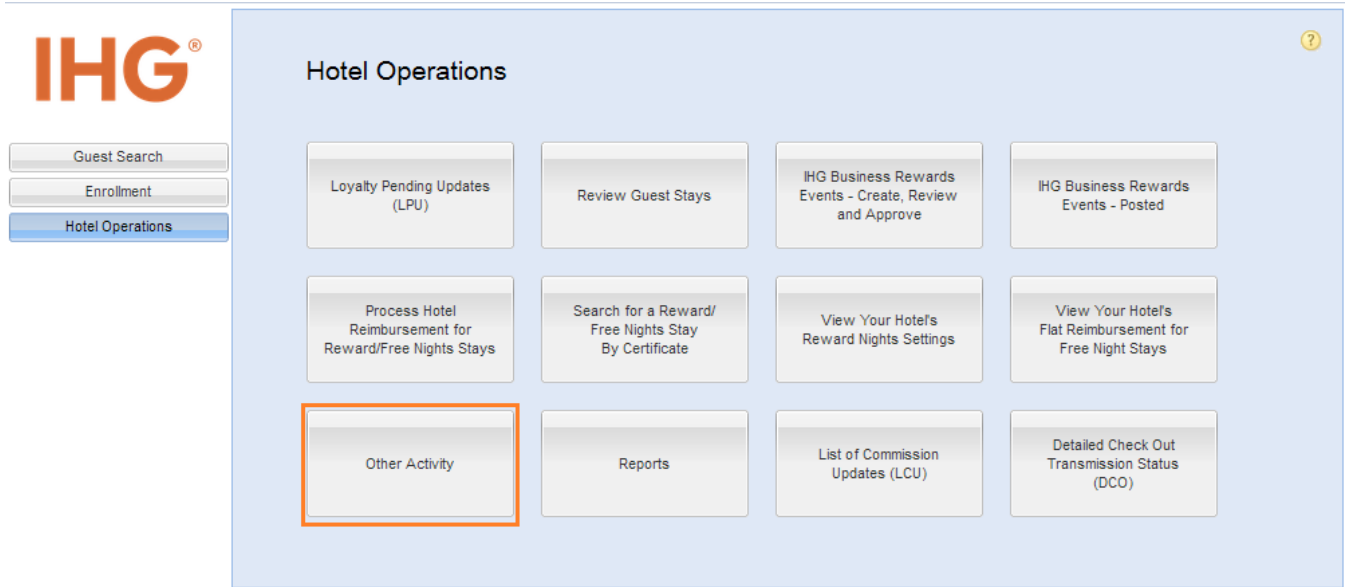 IHG®
Guest Search
Enrollment
Hotel Operations
?
Hotel Operations
Loyalty Pending Updates
(LPU)
Review Guest Stays
IHG Business Rewards
Events - Create, Review
and Approve
IHG Business Rewards
Events - Posted
Process Hotel
Reimbursement for
Reward/Free Nights Stays
Search for a Reward/
Free Nights Stay
By Certificate
View Your Hotel's
Reward Nights Settings
View Your Hotel's
Flat Reimbursement for
Free Night Stays
Other Activity
Reports
List of Commission
Updates (LCU)
Detailed Check Out
Transmission Status
(DCO)